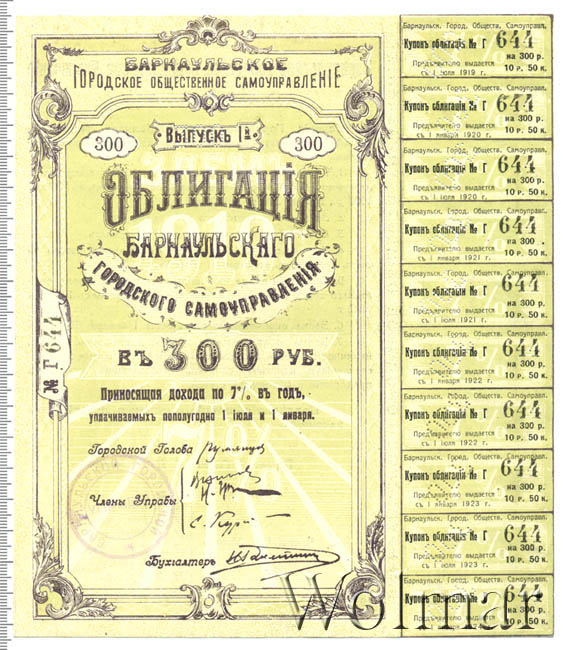 БАРНАУЛЬСКОЕ
ГОРОДСКОЕ ОБЩЕСТВЕННОЕ САМОУПРАВЛЕНІЕ
300
ВЫПУСКЪ
300
ОБЛИГАЦІЯ
БАРНАУЛЬСКАГО
ГОРОДСКОГО САМОУПРАВЛЕНІЯ
ВЪ 300 РУБ.
Приносящая дохода по 7% въ годъ,
уплачиваемыхъ пополугодно 1 іюля и 1 января.
№ Г 644
Городской Голова
Члены Управы
Бухгалтеръ
Барнаульск. Город. Обществ. Самоуправл.
Купонъ облигаціи № Г 644
на 300 р.
Предъявителю выдается 10 р. 50 к.
съ 1 іюля 1919 г.
Барнаульск. Город. Обществ. Самоуправл.
Купонъ облигаціи № Г 644
на 300 р.
Предъявителю выдается 10 р. 50 к.
съ 1 января 1920 г.
Барнаульск. Город. Обществ. Самоуправл.
Купонъ облигаціи № Г 644
на 300 р.
Предъявителю выдается 10 р. 50 к.
съ 1 іюля 1920 г.
Барнаульск. Город. Обществ. Самоуправл.
Купонъ облигаціи № Г 644
на 300
Предъявителю выдается 10 р. 50 к.
съ 1 января 1921 г.
Барнаульск. Город. Обществ. Самоуправл.
Купонъ облигаціи № Г 644
на 300 р.
Предъявителю выдается 10 р. 50 к.
съ 1 іюля 1921 г.
Барнаульск. Город. Обществ. Самоуправл.
Купонъ облигаціи № Г 644
на 300 р.
Предъявителю выдается 10 р. 50 к.
съ 1 января 1922 г.
Барнаульск. Город. Обществ. Самоуправл.
Купонъ облигаціи № Г 644
на 300 р.
Предъявителю выдается 10 р. 50 к.
съ 1 іюля 1922 г.
Барнаульск. Город. Обществ. Самоуправл.
Купонъ облигаціи № Г 644
на 300 р.
Предъявителю выдается 10 р. 50 к.
съ 1 января 1923 г.
Барнаульск. Город. Обществ. Самоуправл.
Купонъ облигаціи № Г 644
на 300 р.
Предъявителю выдается 10 р. 50 к.
съ 1 іюля 1923 г.
Барнаульск. Город. Обществ. Самоуправл.
Купонъ облигаціи № 644
на 300 р.
10 р. 50 к.
Wolmar